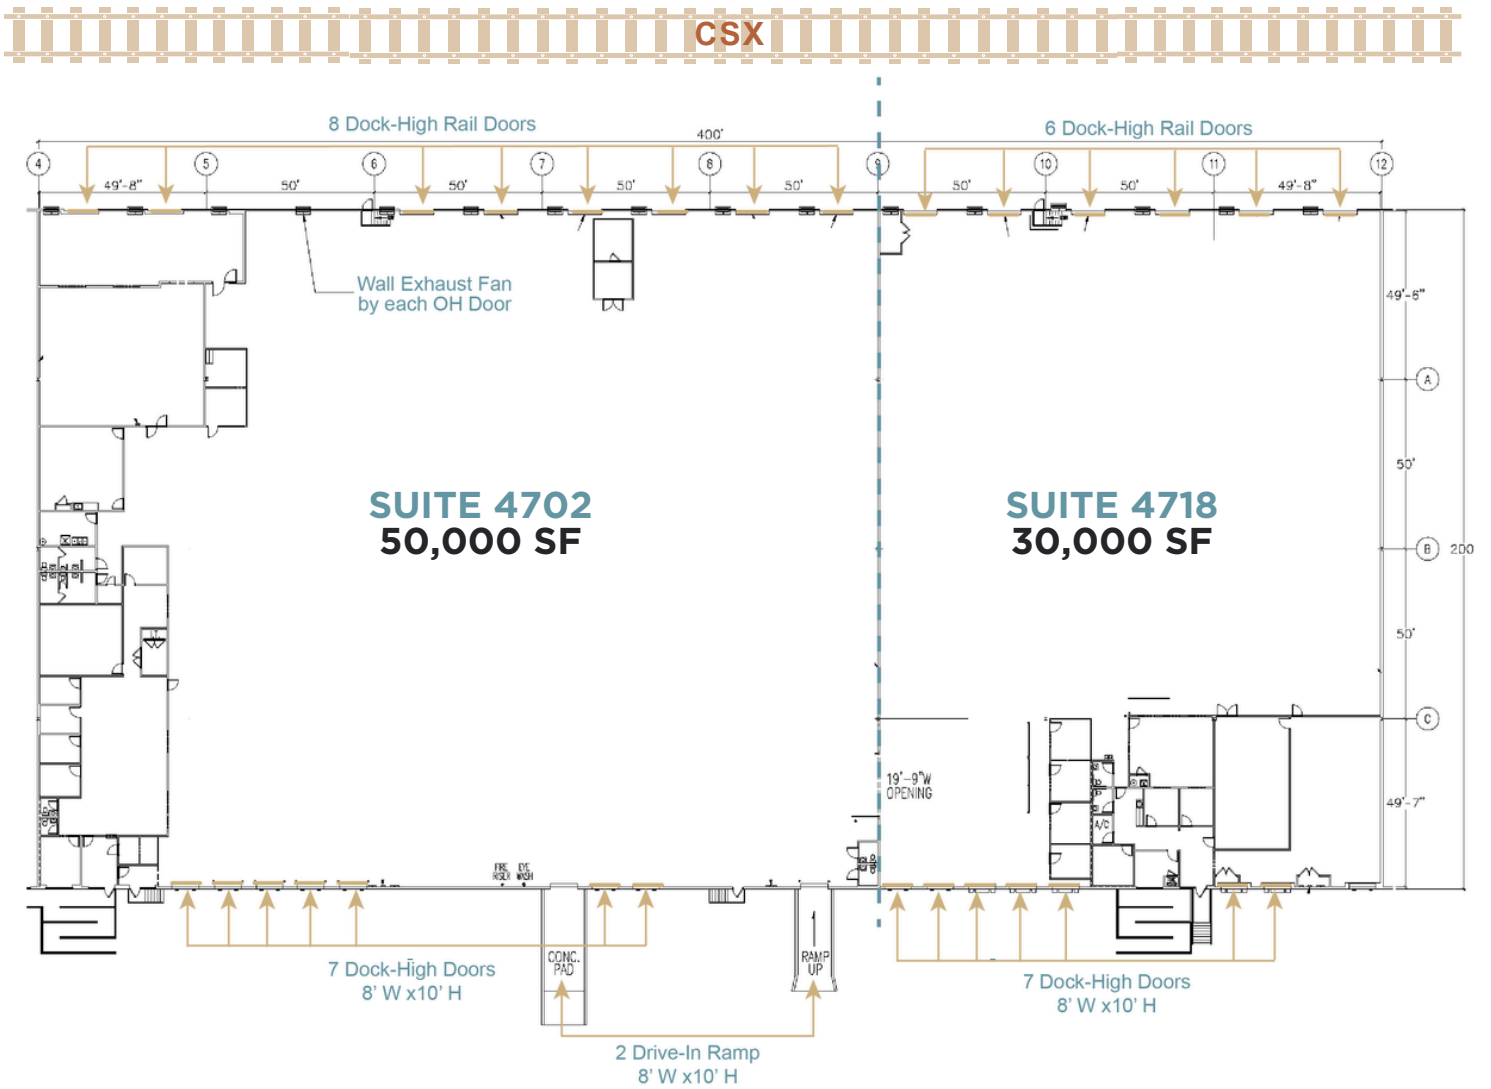 CSX
8 Dock-High Rail Doors
6 Dock-High Rail Doors
400'
4
5
6
7
8
9
10
11
12
49'-8"
50'
50'
50'
50'
50'
50'
49'-8"
Wall Exhaust Fan
by each OH Door
49'-6"
A
50'
SUITE 4702
50,000 SF
SUITE 4718
30,000 SF
B
200
50'
C
19'-9"W
OPENING
49'-7"
A/C
FIRE
RISER
EYE
WASH
CONC.
PAD
RAMP
UP
7 Dock-High Doors
8' W x10' H
7 Dock-High Doors
8' W x10' H
2 Drive-In Ramp
8' W x10' H